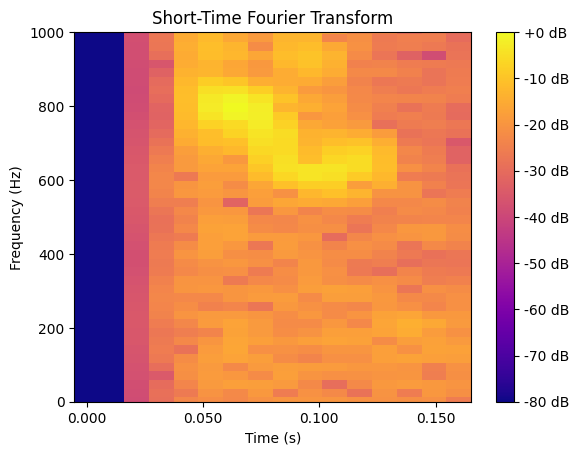 Short-Time Fourier Transform
Frequency (Hz)
1000
800
600
400
200
0
0.000
0.050
0.100
0.150
Time (s)
+0 dB
-10 dB
-20 dB
-30 dB
-40 dB
-50 dB
-60 dB
-70 dB
-80 dB